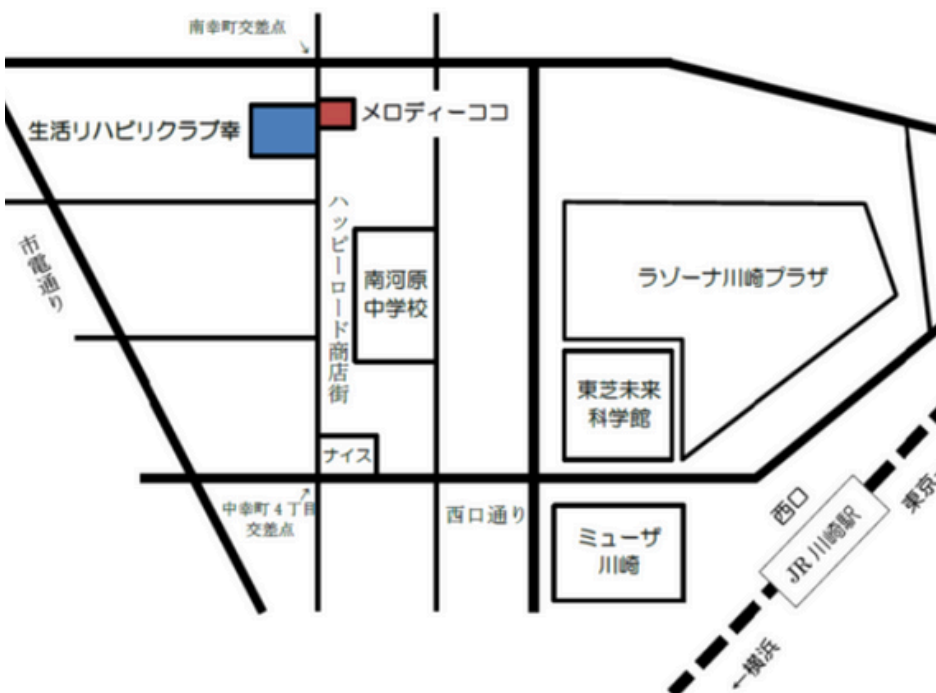 南幸町交差点
↘
生活リハビリクラブ幸
メロディーココ
市電通り
ハッピーロード商店街
南河原
中学校
ラゾーナ川崎プラザ
東芝未来
科学館
ナイス
↗
中幸町4丁目
交差点
西口通り
ミューザ
川崎
西口
JR川崎駅
東京
←横浜